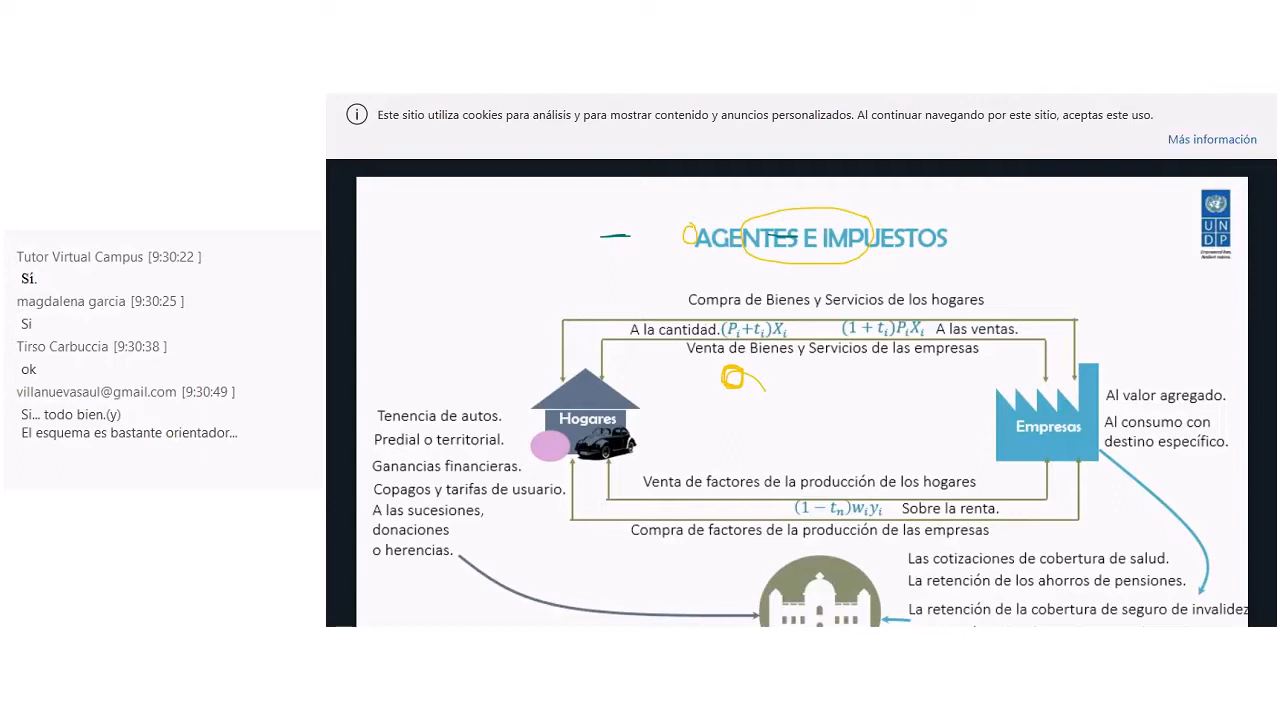 Este sitio utiliza cookies para análisis y para mostrar contenido y anuncios personalizados. Al continuar navegando por este sitio, aceptas este uso.
Más información
Tutor Virtual Campus [9:30:22 ]
Sí.
magdalena garcia [9:30:25 ]
Si
Tirso Carbuccia [9:30:38 ]
ok
villanuevasaul@gmail.com [9:30:49 ]
Si... todo bien.(y)
El esquema es bastante orientador...
AGENTES E IMPUESTOS
U N
D P
Compra de Bienes y Servicios de los hogares
A la cantidad.(Pᵢ+tᵢ)Xᵢ (1 + tᵢ)PᵢXᵢ A las ventas.
Venta de Bienes y Servicios de las empresas
Hogares
Empresas
Tenencia de autos.
Predial o territorial.
Ganancias financieras.
Copagos y tarifas de usuario.
A las sucesiones,
donaciones
o herencias.
Al valor agregado.
Al consumo con
destino específico.
Venta de factores de la producción de los hogares
(1 − tₙ)wᵢyᵢ Sobre la renta.
Compra de factores de la producción de las empresas
Las cotizaciones de cobertura de salud.
La retención de los ahorros de pensiones.
La retención de la cobertura de seguro de invalidez